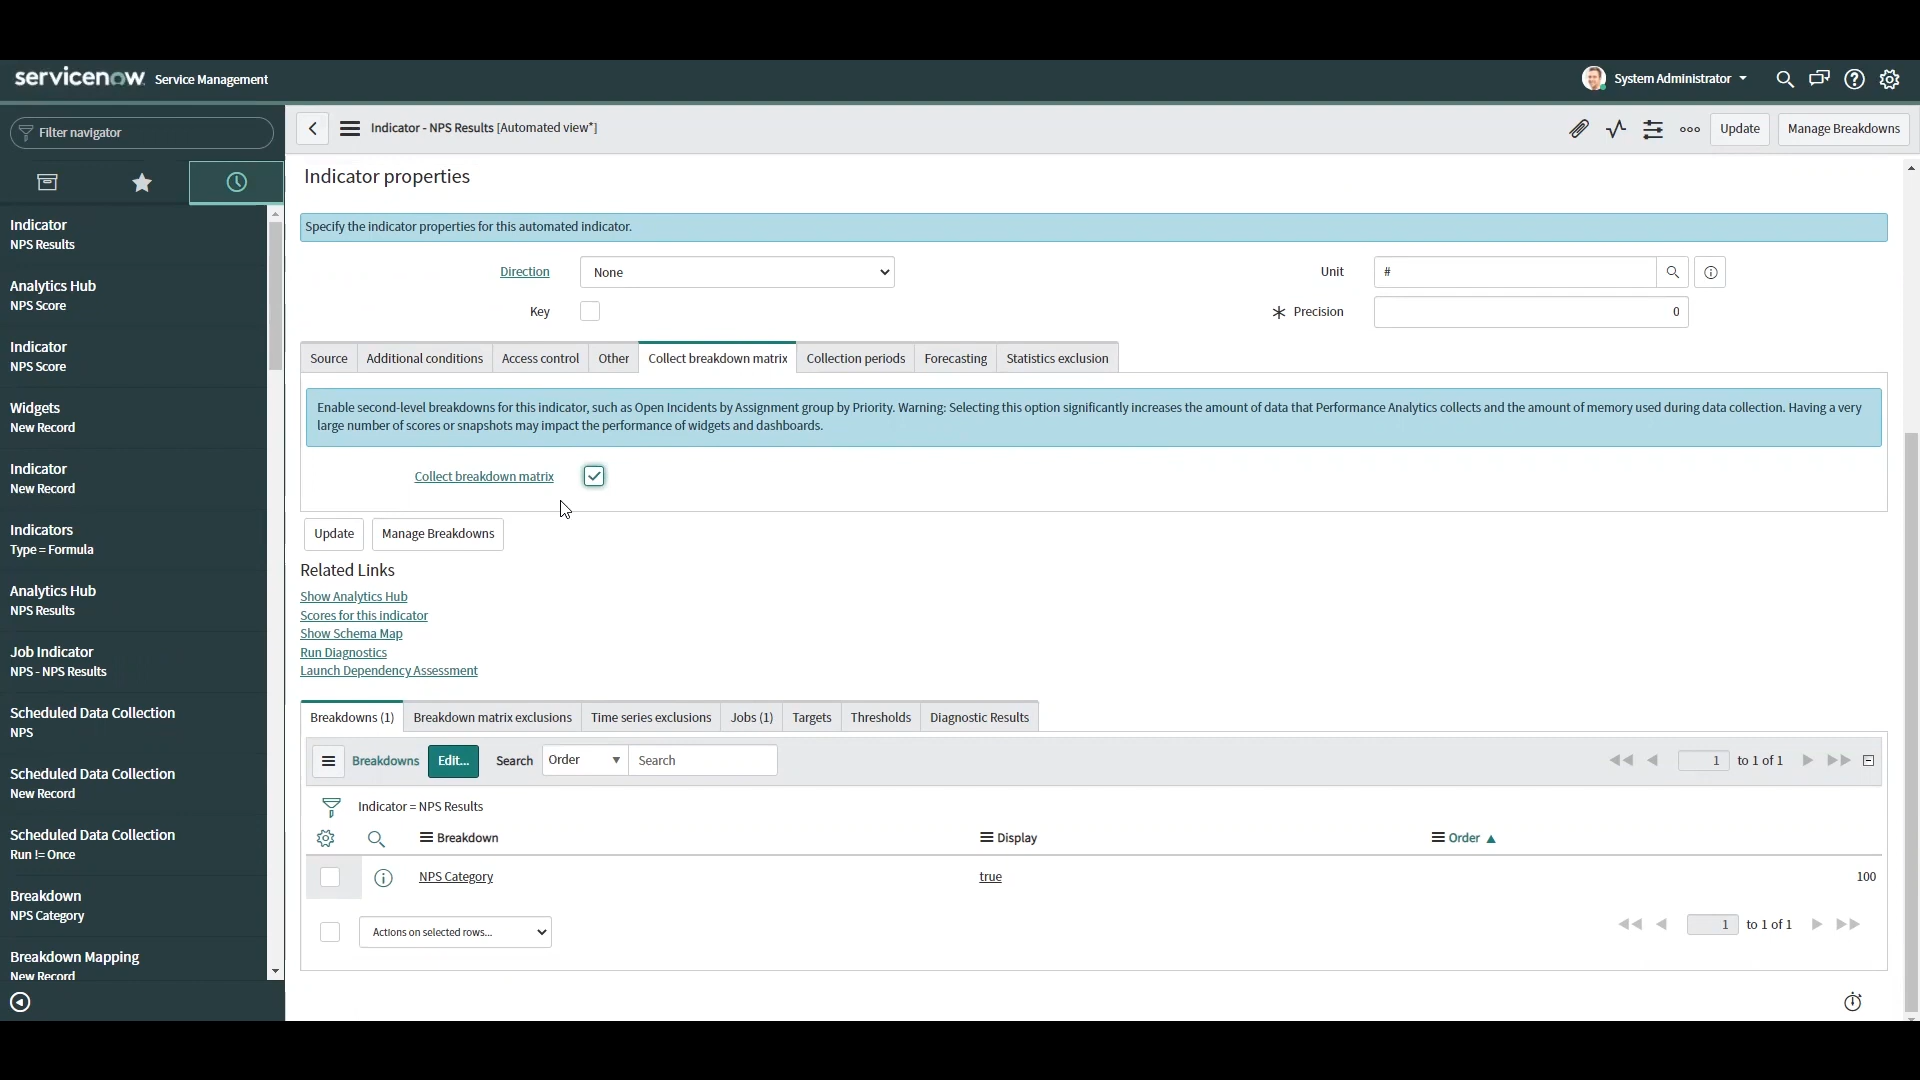 servicenow Service Management
System Administrator
Filter navigator
Indicator - NPS Results [Automated view*]
Update
Manage Breakdowns
Indicator
NPS Results
Analytics Hub
NPS Score
Indicator
NPS Score
Widgets
New Record
Indicator
New Record
Indicators
Type = Formula
Analytics Hub
NPS Results
Job Indicator
NPS - NPS Results
Scheduled Data Collection
NPS
Scheduled Data Collection
New Record
Scheduled Data Collection
Run != Once
Breakdown
NPS Category
Breakdown Mapping
New Record
Indicator properties
Specify the indicator properties for this automated indicator.
Direction None Unit #
Key Precision 0
Source Additional conditions Access control Other Collect breakdown matrix Collection periods Forecasting Statistics exclusion
Enable second-level breakdowns for this indicator, such as Open Incidents by Assignment group by Priority. Warning: Selecting this option significantly increases the amount of data that Performance Analytics collects and the amount of memory used during data collection. Having a very
large number of scores or snapshots may impact the performance of widgets and dashboards.
Collect breakdown matrix
Update Manage Breakdowns
Related Links
Show Analytics Hub
Scores for this indicator
Show Schema Map
Run Diagnostics
Launch Dependency Assessment
Breakdowns (1) Breakdown matrix exclusions Time series exclusions Jobs (1) Targets Thresholds Diagnostic Results
Breakdowns Edit... Search Order Search 1 to 1 of 1
Indicator = NPS Results
Breakdown Display Order
NPS Category true 100
Actions on selected rows... 1 to 1 of 1